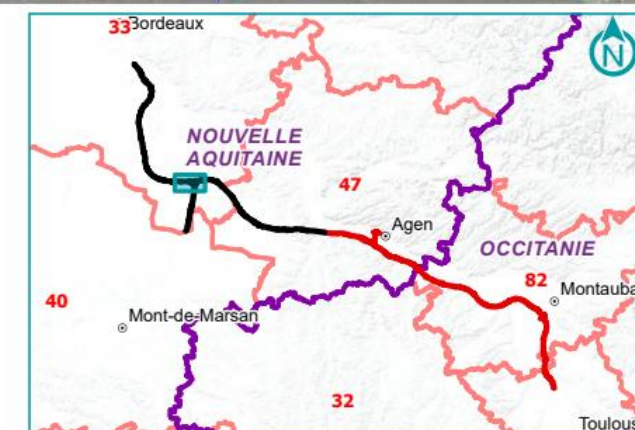 33 Bordeaux
N
NOUVELLE
AQUITAINE
47
Agen
OCCITANIE
82
Montauba
40
Mont-de-Marsan
32
Toulous